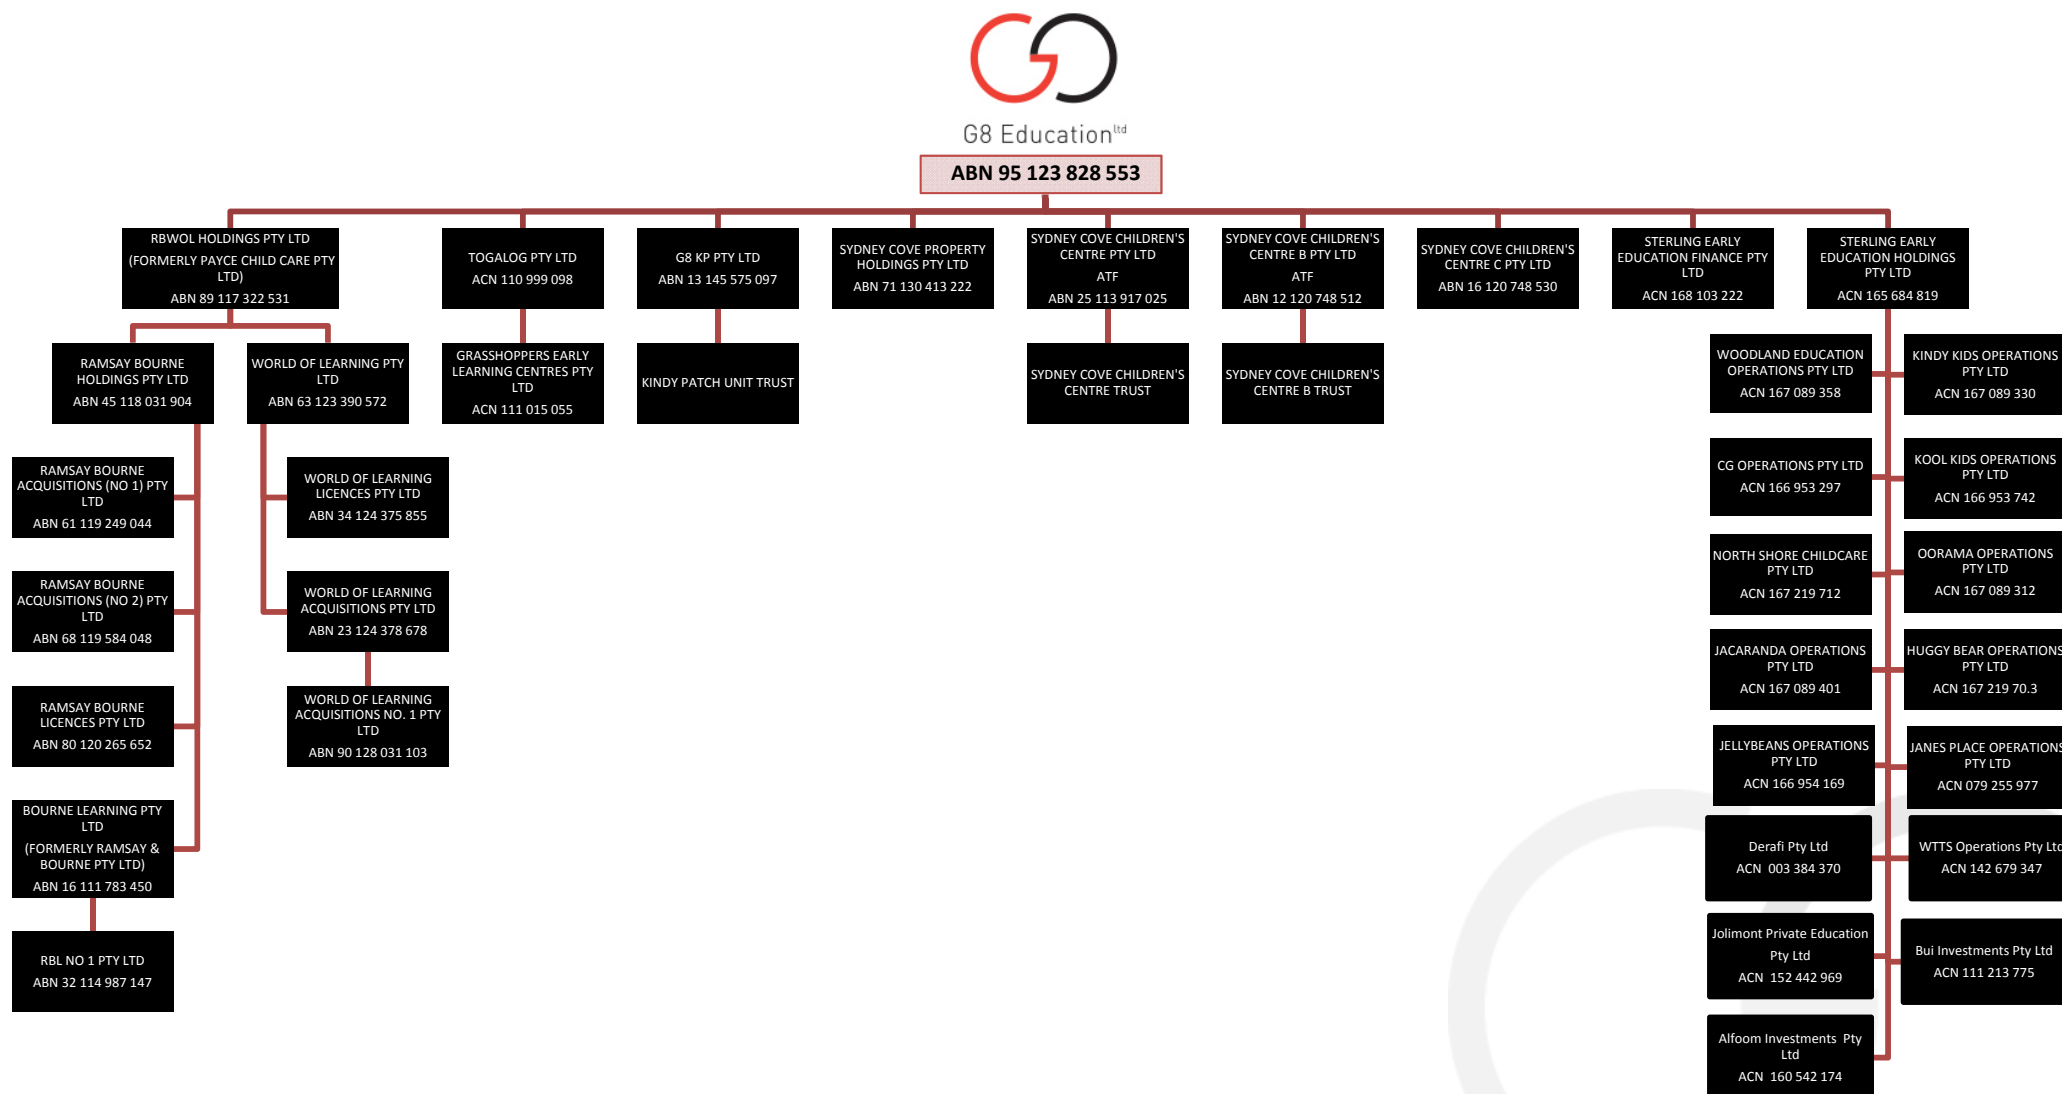 G8 Education ltd
ABN 95 123 828 553
RBWOL HOLDINGS PTY LTD
(FORMERLY PAYCE CHILD CARE PTY
LTD)
ABN 89 117 322 531
TOGALOG PTY LTD
ACN 110 999 098
G8 KP PTY LTD
ABN 13 145 575 097
SYDNEY COVE PROPERTY
HOLDINGS PTY LTD
ABN 71 130 413 222
SYDNEY COVE CHILDREN'S
CENTRE PTY LTD
ATF
ABN 25 113 917 025
SYDNEY COVE CHILDREN'S
CENTRE B PTY LTD
ATF
ABN 12 120 748 512
SYDNEY COVE CHILDREN'S
CENTRE C PTY LTD
ABN 16 120 748 530
STERLING EARLY
EDUCATION FINANCE PTY
LTD
ACN 168 103 222
STERLING EARLY
EDUCATION HOLDINGS
PTY LTD
ACN 165 684 819
RAMSAY BOURNE
HOLDINGS PTY LTD
ABN 45 118 031 904
WORLD OF LEARNING PTY
LTD
ABN 63 123 390 572
GRASSHOPPERS EARLY
LEARNING CENTRES PTY
LTD
ACN 111 015 055
KINDY PATCH UNIT TRUST
SYDNEY COVE CHILDREN'S
CENTRE TRUST
SYDNEY COVE CHILDREN'S
CENTRE B TRUST
WOODLAND EDUCATION
OPERATIONS PTY LTD
ACN 167 089 358
KINDY KIDS OPERATIONS
PTY LTD
ACN 167 089 330
RAMSAY BOURNE
ACQUISITIONS (NO 1) PTY
LTD
ABN 61 119 249 044
WORLD OF LEARNING
LICENCES PTY LTD
ABN 34 124 375 855
CG OPERATIONS PTY LTD
ACN 166 953 297
KOOL KIDS OPERATIONS
PTY LTD
ACN 166 953 742
RAMSAY BOURNE
ACQUISITIONS (NO 2) PTY
LTD
ABN 68 119 584 048
WORLD OF LEARNING
ACQUISITIONS PTY LTD
ABN 23 124 378 678
NORTH SHORE CHILDCARE
PTY LTD
ACN 167 219 712
OORAMA OPERATIONS
PTY LTD
ACN 167 089 312
RAMSAY BOURNE
LICENCES PTY LTD
ABN 80 120 265 652
WORLD OF LEARNING
ACQUISITIONS NO. 1 PTY
LTD
ABN 90 128 031 103
JACARANDA OPERATIONS
PTY LTD
ACN 167 089 401
HUGGY BEAR OPERATIONS
PTY LTD
ACN 167 219 70.3
JELLYBEANS OPERATIONS
PTY LTD
ACN 166 954 169
JANES PLACE OPERATIONS
PTY LTD
ACN 079 255 977
BOURNE LEARNING PTY
LTD
(FORMERLY RAMSAY &
BOURNE PTY LTD)
ABN 16 111 783 450
Derafi Pty Ltd
ACN 003 384 370
WTTS Operations Pty Ltd
ACN 142 679 347
RBL NO 1 PTY LTD
ABN 32 114 987 147
Jolimont Private Education
Pty Ltd
ACN 152 442 969
Bui Investments Pty Ltd
ACN 111 213 775
Alfoom Investments Pty
Ltd
ACN 160 542 174